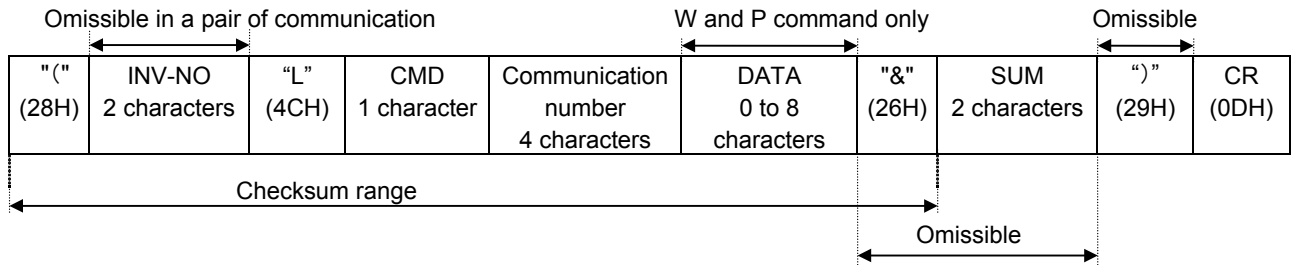 Omissible in a pair of communication W and P command only Omissible
"(" INV-NO “L” CMD Communication DATA "&" SUM “)” CR
(28H) 2 characters (4CH) 1 character number 0 to 8 (26H) 2 characters (29H) (0DH)
4 characters characters
Checksum range
Omissible